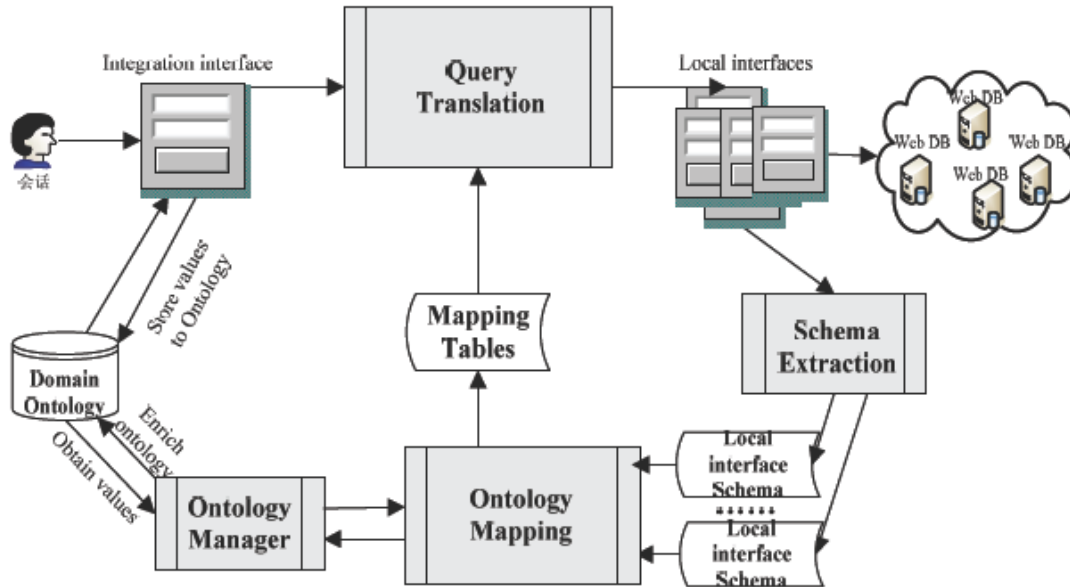 Integration interface
Query
Translation
Local interfaces
Web DB
Web DB
Web DB
Web DB
会话
Store values
to Ontology
Mapping
Tables
Schema
Extraction
Domain
Ontology
Enrich
ontology
Obtain values
Ontology
Manager
Ontology
Mapping
Local
interface
Schema
......
Local
interface
Schema